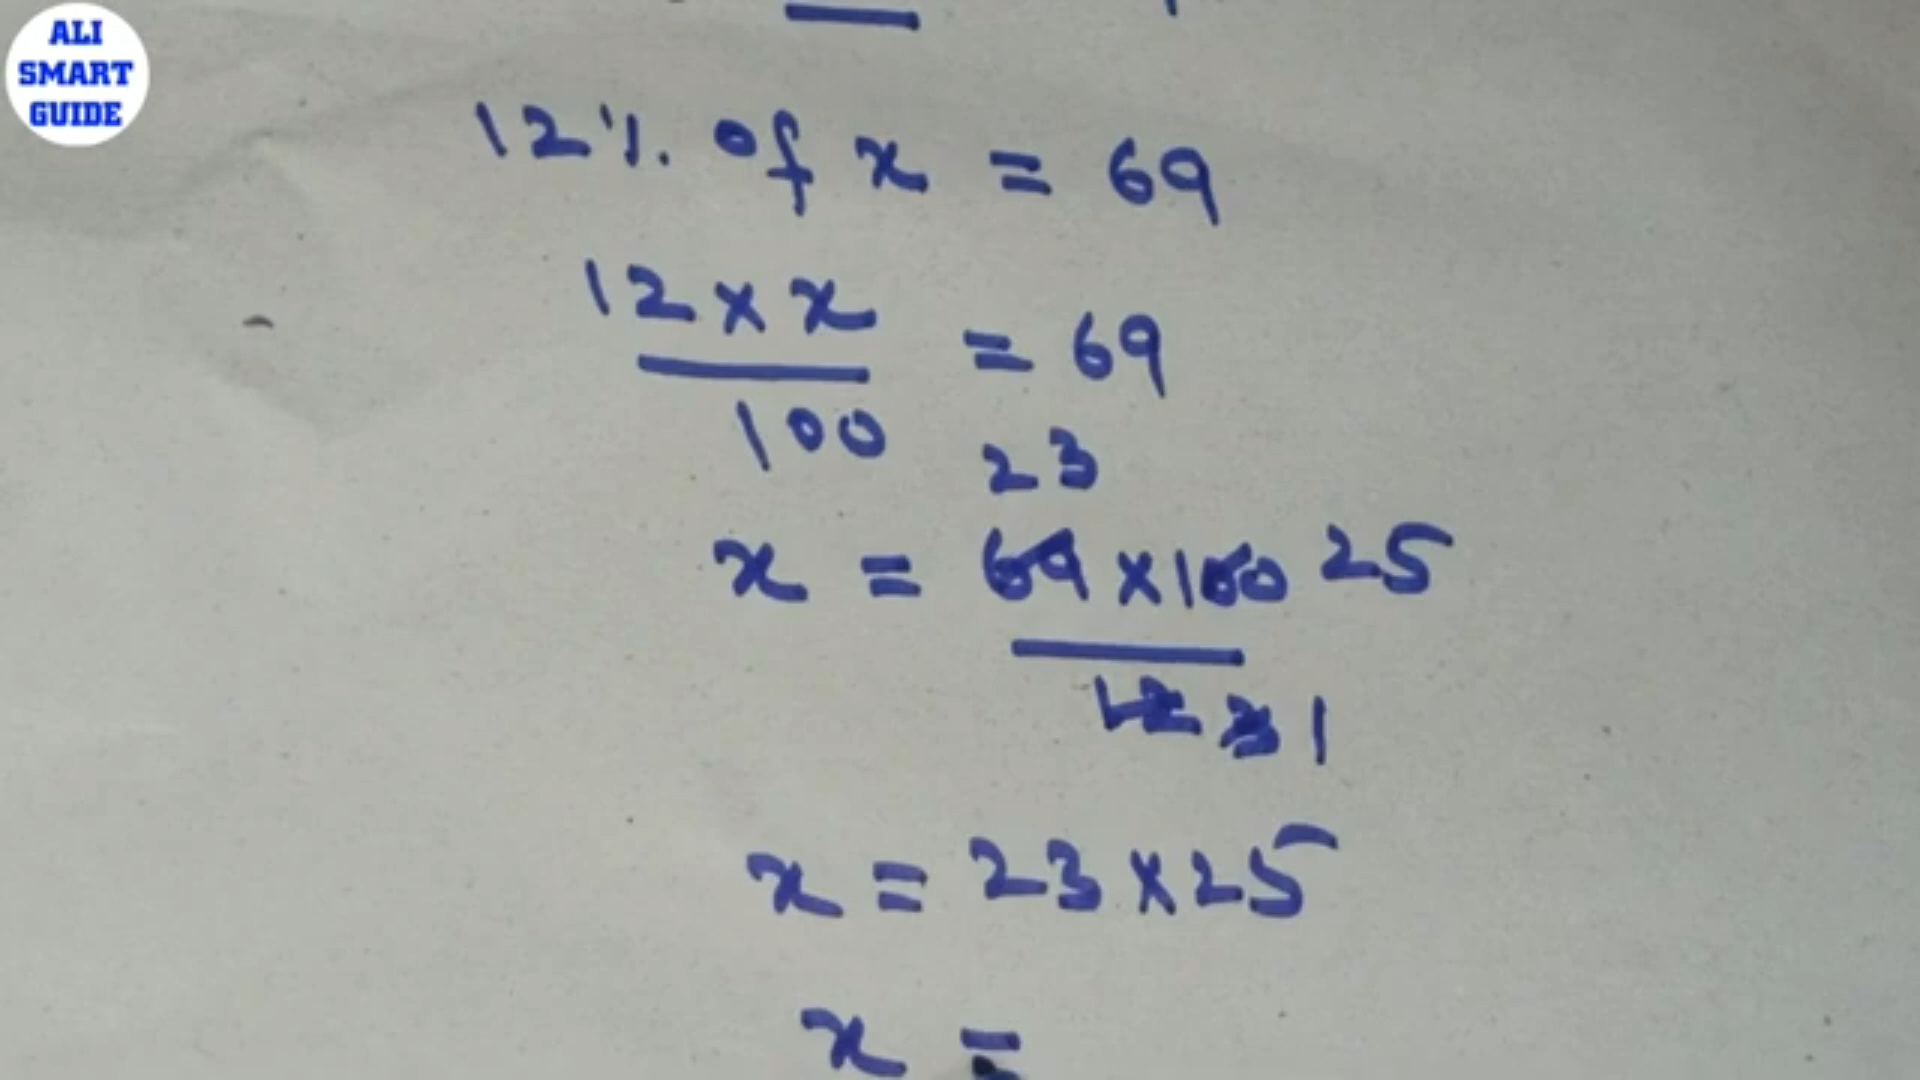 ALI
SMART
GUIDE
12% of x = 69
12 × x
= 69
100
23
x = 69 × 100 25
12 3 1
x = 23 × 25
x =